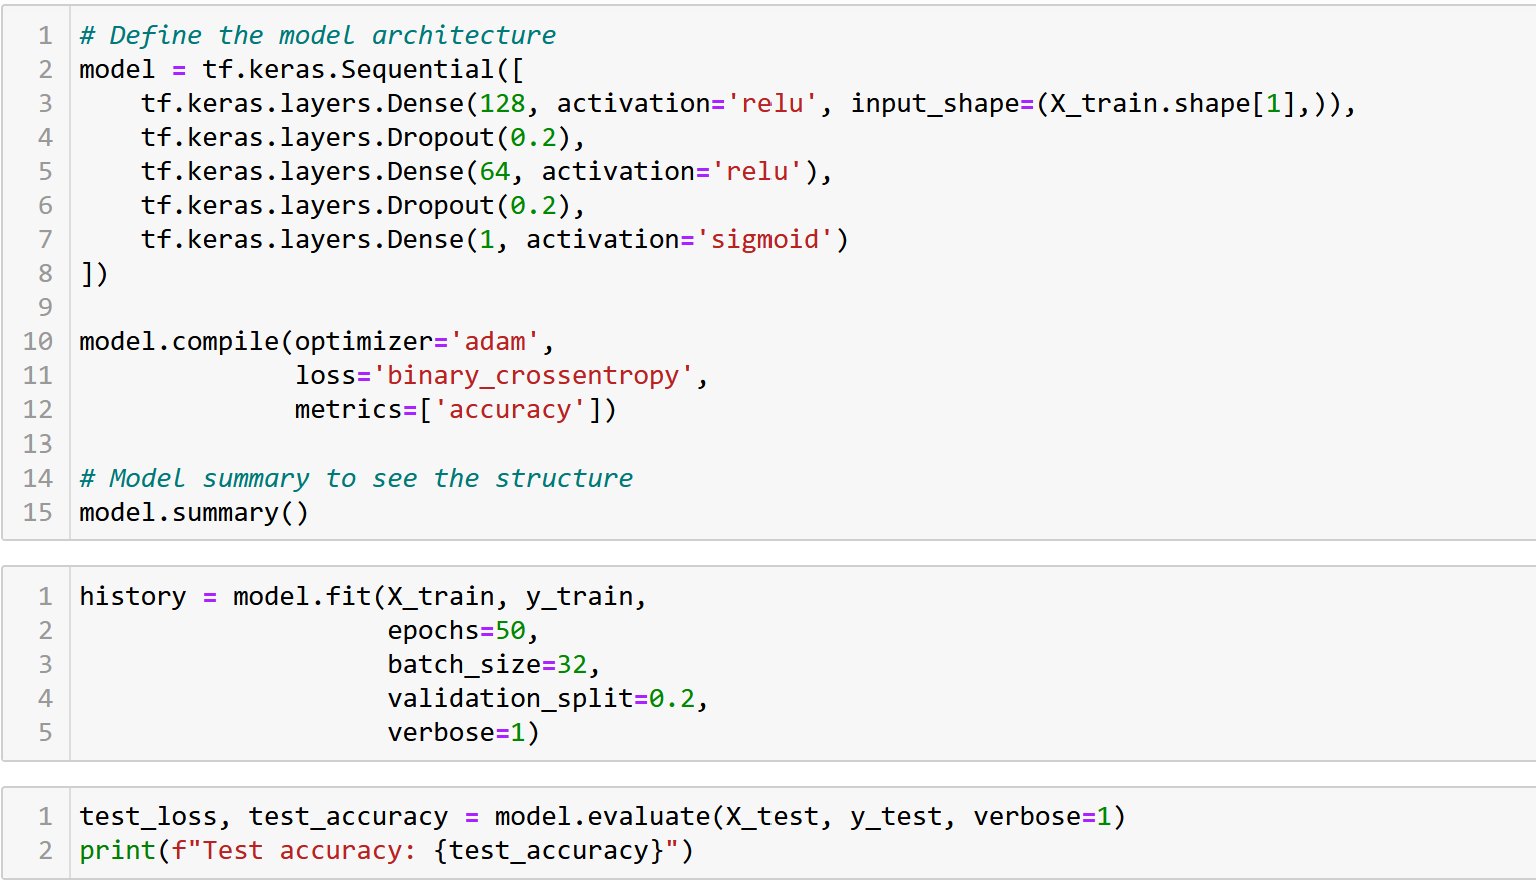 1 # Define the model architecture
2 model = tf.keras.Sequential([
3     tf.keras.layers.Dense(128, activation='relu', input_shape=(X_train.shape[1],)),
4     tf.keras.layers.Dropout(0.2),
5     tf.keras.layers.Dense(64, activation='relu'),
6     tf.keras.layers.Dropout(0.2),
7     tf.keras.layers.Dense(1, activation='sigmoid')
8 ])
9
10 model.compile(optimizer='adam',
11               loss='binary_crossentropy',
12               metrics=['accuracy'])
13
14 # Model summary to see the structure
15 model.summary()
1 history = model.fit(X_train, y_train,
2                     epochs=50,
3                     batch_size=32,
4                     validation_split=0.2,
5                     verbose=1)
1 test_loss, test_accuracy = model.evaluate(X_test, y_test, verbose=1)
2 print(f"Test accuracy: {test_accuracy}")